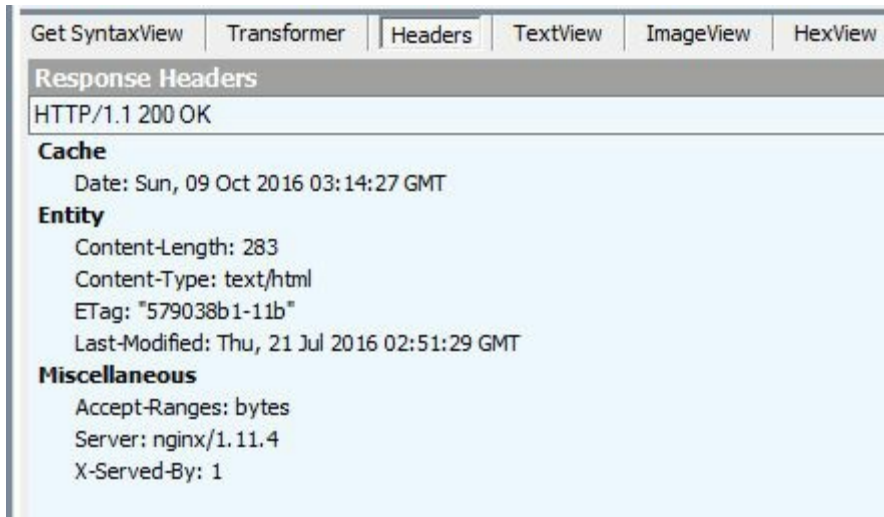 Get SyntaxView Transformer Headers TextView ImageView HexView
Response Headers
HTTP/1.1 200 OK
Cache
Date: Sun, 09 Oct 2016 03:14:27 GMT
Entity
Content-Length: 283
Content-Type: text/html
ETag: "579038b1-11b"
Last-Modified: Thu, 21 Jul 2016 02:51:29 GMT
Miscellaneous
Accept-Ranges: bytes
Server: nginx/1.11.4
X-Served-By: 1